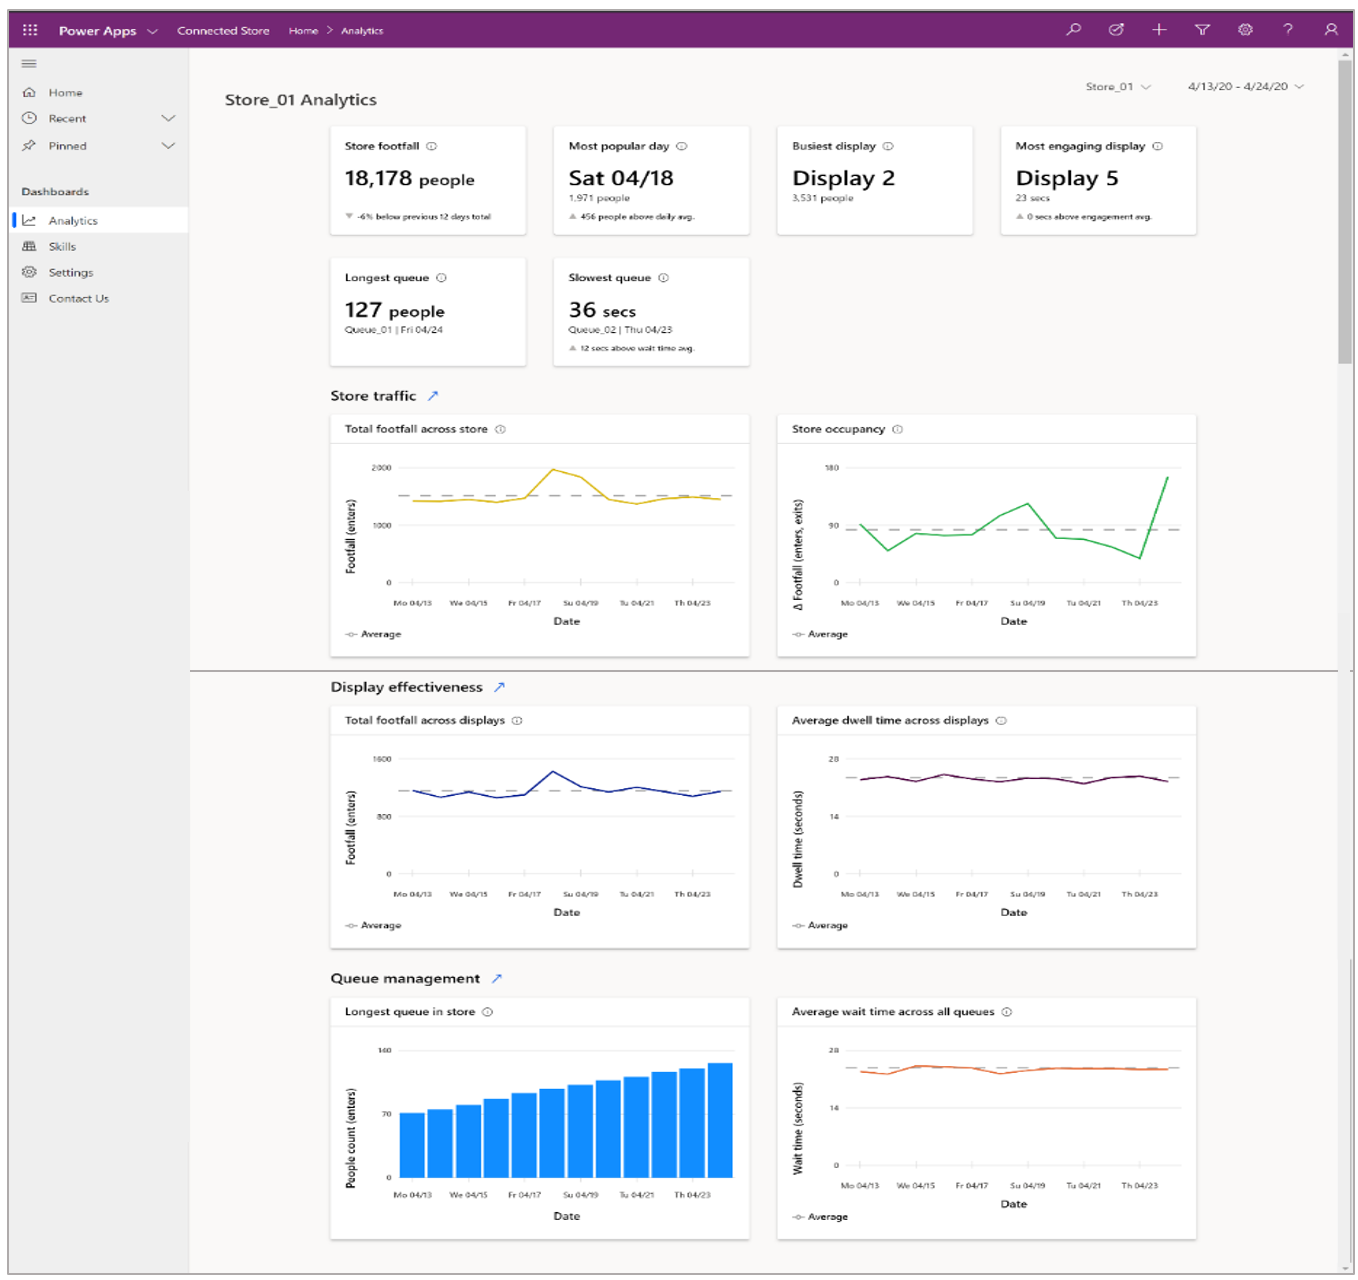 Power Apps Connected Store Home > Analytics
Home
Recent
Pinned
Dashboards
Analytics
Skills
Settings
Contact Us
Store_01 Analytics
Store_01 4/13/20 - 4/24/20
Store footfall
18,178 people
-6% below previous 12 days total
Most popular day
Sat 04/18
1,971 people
456 people above daily avg.
Busiest display
Display 2
3,531 people
Most engaging display
Display 5
23 secs
0 secs above engagement avg.
Longest queue
127 people
Queue_01 | Fri 04/24
Slowest queue
36 secs
Queue_02 | Thu 04/23
12 secs above wait time avg.
Store traffic
Total footfall across store
2000
1000
0
Footfall (enters)
Mo 04/13 We 04/15 Fr 04/17 Su 04/19 Tu 04/21 Th 04/23
Date
Average
Store occupancy
180
90
0
Δ Footfall (enters, exits)
Mo 04/13 We 04/15 Fr 04/17 Su 04/19 Tu 04/21 Th 04/23
Date
Average
Display effectiveness
Total footfall across displays
1600
800
0
Footfall (enters)
Mo 04/13 We 04/15 Fr 04/17 Su 04/19 Tu 04/21 Th 04/23
Date
Average
Average dwell time across displays
28
14
0
Dwell time (seconds)
Mo 04/13 We 04/15 Fr 04/17 Su 04/19 Tu 04/21 Th 04/23
Date
Average
Queue management
Longest queue in store
140
70
0
People count (enters)
Mo 04/13 We 04/15 Fr 04/17 Su 04/19 Tu 04/21 Th 04/23
Date
Average wait time across all queues
28
14
0
Wait time (seconds)
Mo 04/13 We 04/15 Fr 04/17 Su 04/19 Tu 04/21 Th 04/23
Date
Average